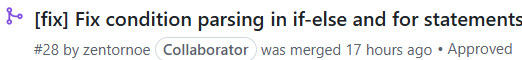 [fix] Fix condition parsing in if-else and for statements
#28 by zentornoe Collaborator was merged 17 hours ago • Approved